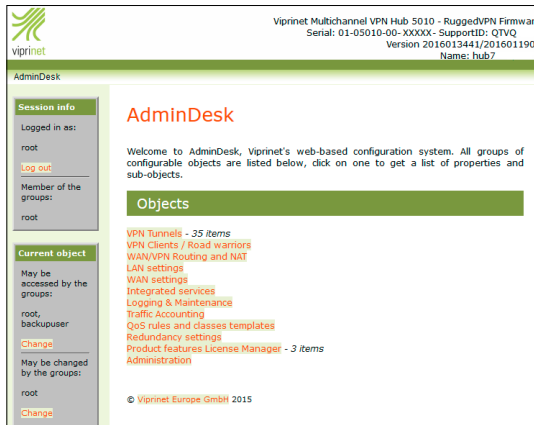 viprinet
Viprinet Multichannel VPN Hub 5010 - RuggedVPN Firmwar
Serial: 01-05010-00- XXXXX- SupportID: QTVQ
Version 2016013441/201601190
Name: hub7
AdminDesk
Session info
Logged in as:
root
Log out
Member of the
groups:
root
Current object
May be
accessed by the
groups:
root,
backupuser
Change
May be changed
by the groups:
root
Change
AdminDesk
Welcome to AdminDesk, Viprinet's web-based configuration system. All groups of
configurable objects are listed below, click on one to get a list of properties and
sub-objects.
Objects
VPN Tunnels - 35 items
VPN Clients / Road warriors
WAN/VPN Routing and NAT
LAN settings
WAN settings
Integrated services
Logging & Maintenance
Traffic Accounting
QoS rules and classes templates
Redundancy settings
Product features License Manager - 3 items
Administration
© Viprinet Europe GmbH 2015